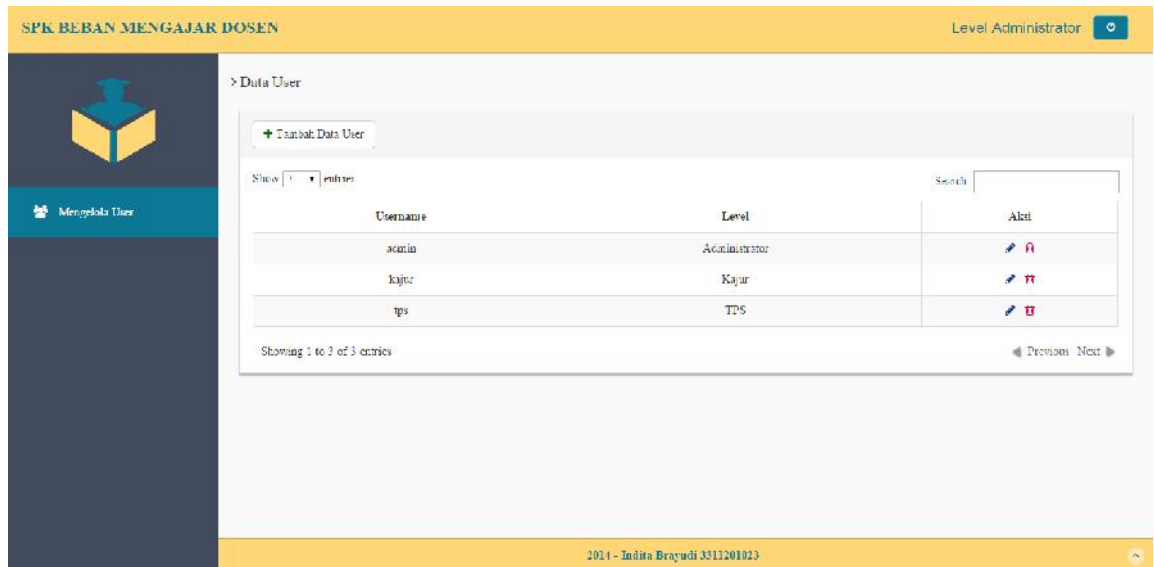 SPK BEBAN MENGAJAR DOSEN Level Administrator
> Data User
Tambah Data User
Show entries Search
Mengelola User
Username Level Aksi
admin Administrator
kajur Kajur
tps TPS
Showing 1 to 3 of 3 entries Previous Next
2014 - Indita Brayudi 3311201023